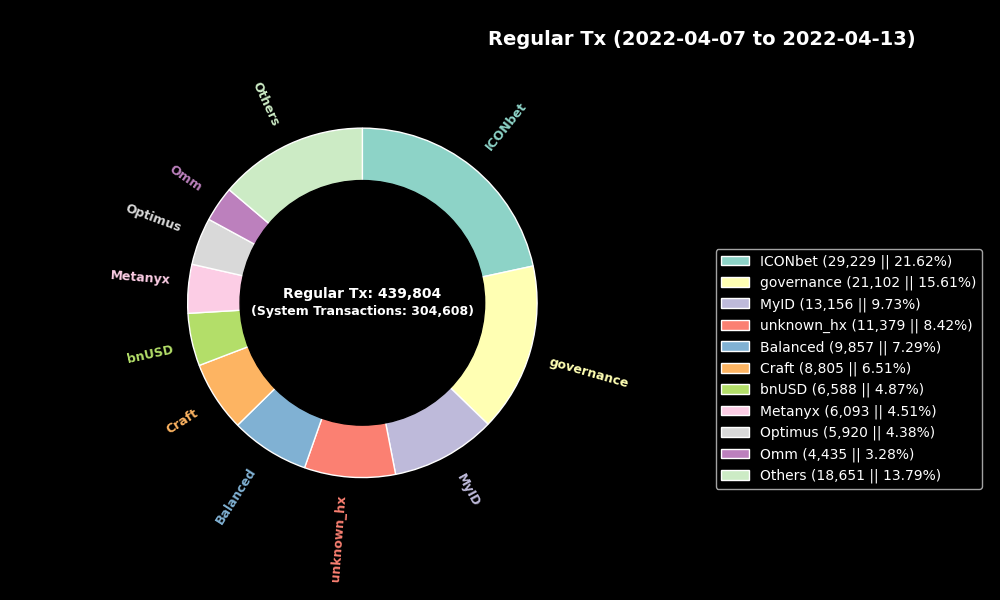 Regular Tx (2022-04-07 to 2022-04-13)
Others
ICONbet
Omm
Optimus
Metanyx
bnUSD
Craft
Balanced
unknown_hx
MyID
governance
Regular Tx: 439,804
(System Transactions: 304,608)
ICONbet (29,229 || 21.62%)
governance (21,102 || 15.61%)
MyID (13,156 || 9.73%)
unknown_hx (11,379 || 8.42%)
Balanced (9,857 || 7.29%)
Craft (8,805 || 6.51%)
bnUSD (6,588 || 4.87%)
Metanyx (6,093 || 4.51%)
Optimus (5,920 || 4.38%)
Omm (4,435 || 3.28%)
Others (18,651 || 13.79%)